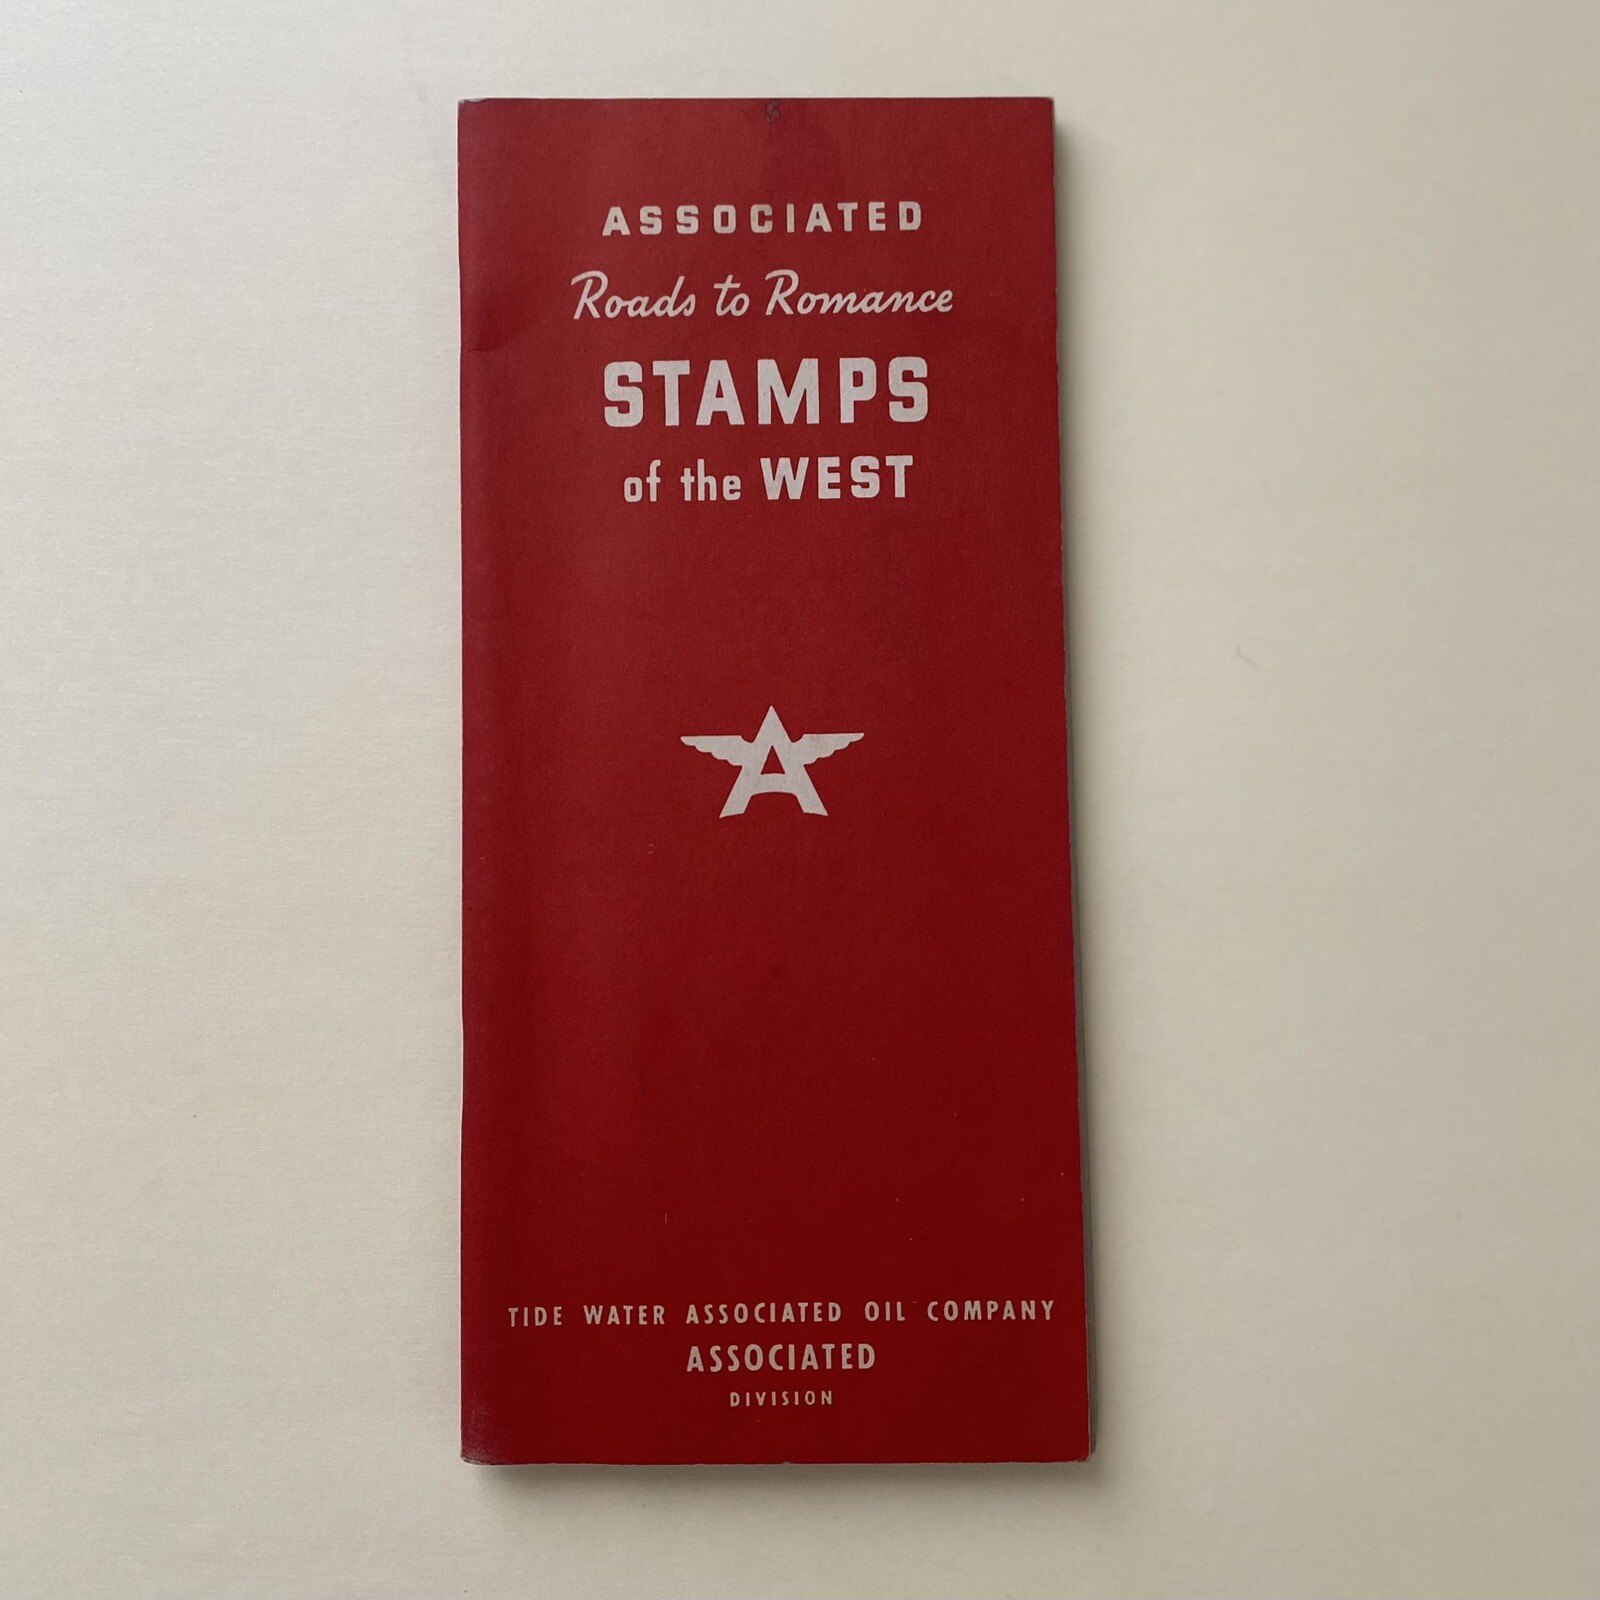 ASSOCIATED
Roads to Romance
STAMPS
of the WEST
A
TIDE WATER ASSOCIATED OIL COMPANY
ASSOCIATED
DIVISION